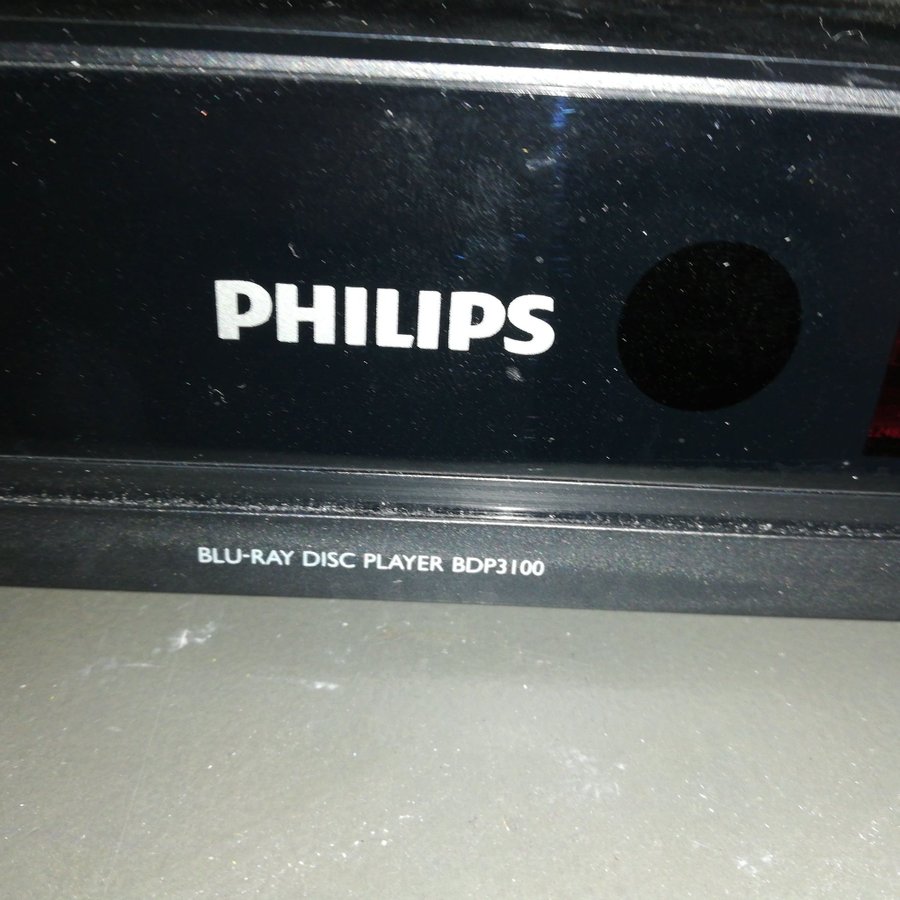 PHILIPS
BLU-RAY DISC PLAYER BDP3100